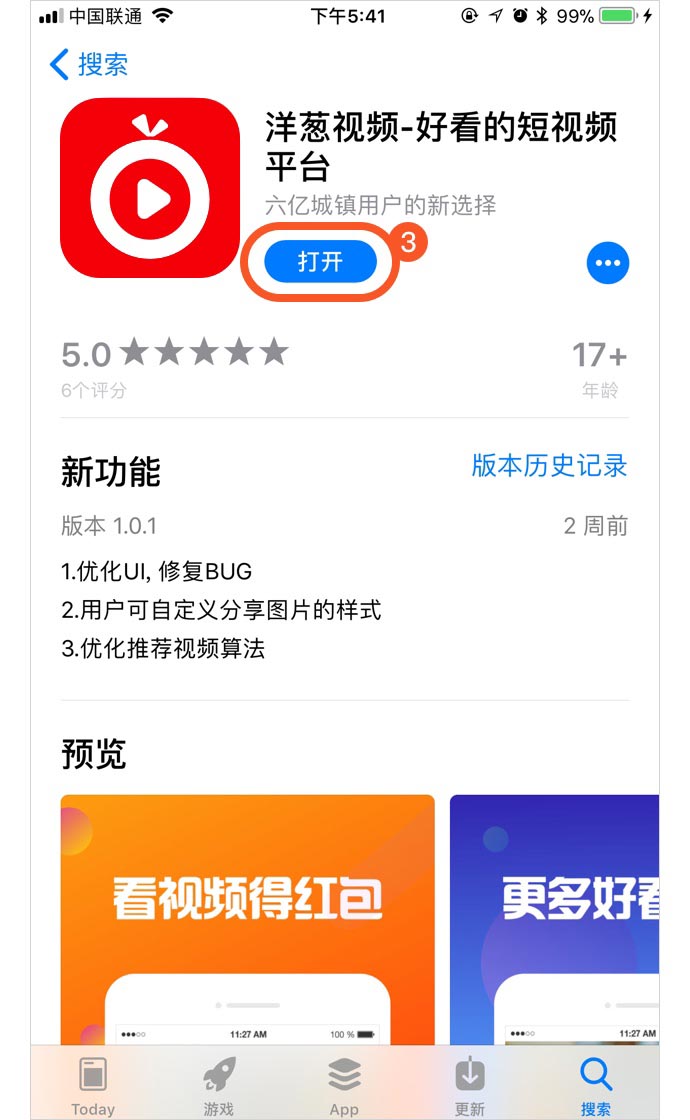 中国联通 下午5:41 99%
搜索
洋葱视频-好看的短视频
平台
六亿城镇用户的新选择
打开 3
5.0 17+
6个评分 年龄
新功能 版本历史记录
版本 1.0.1 2 周前
1.优化UI, 修复BUG
2.用户可自定义分享图片的样式
3.优化推荐视频算法
预览
看视频得红包 更多好看
11:27 AM 100 % 11:27 AM
Today 游戏 App 更新 搜索